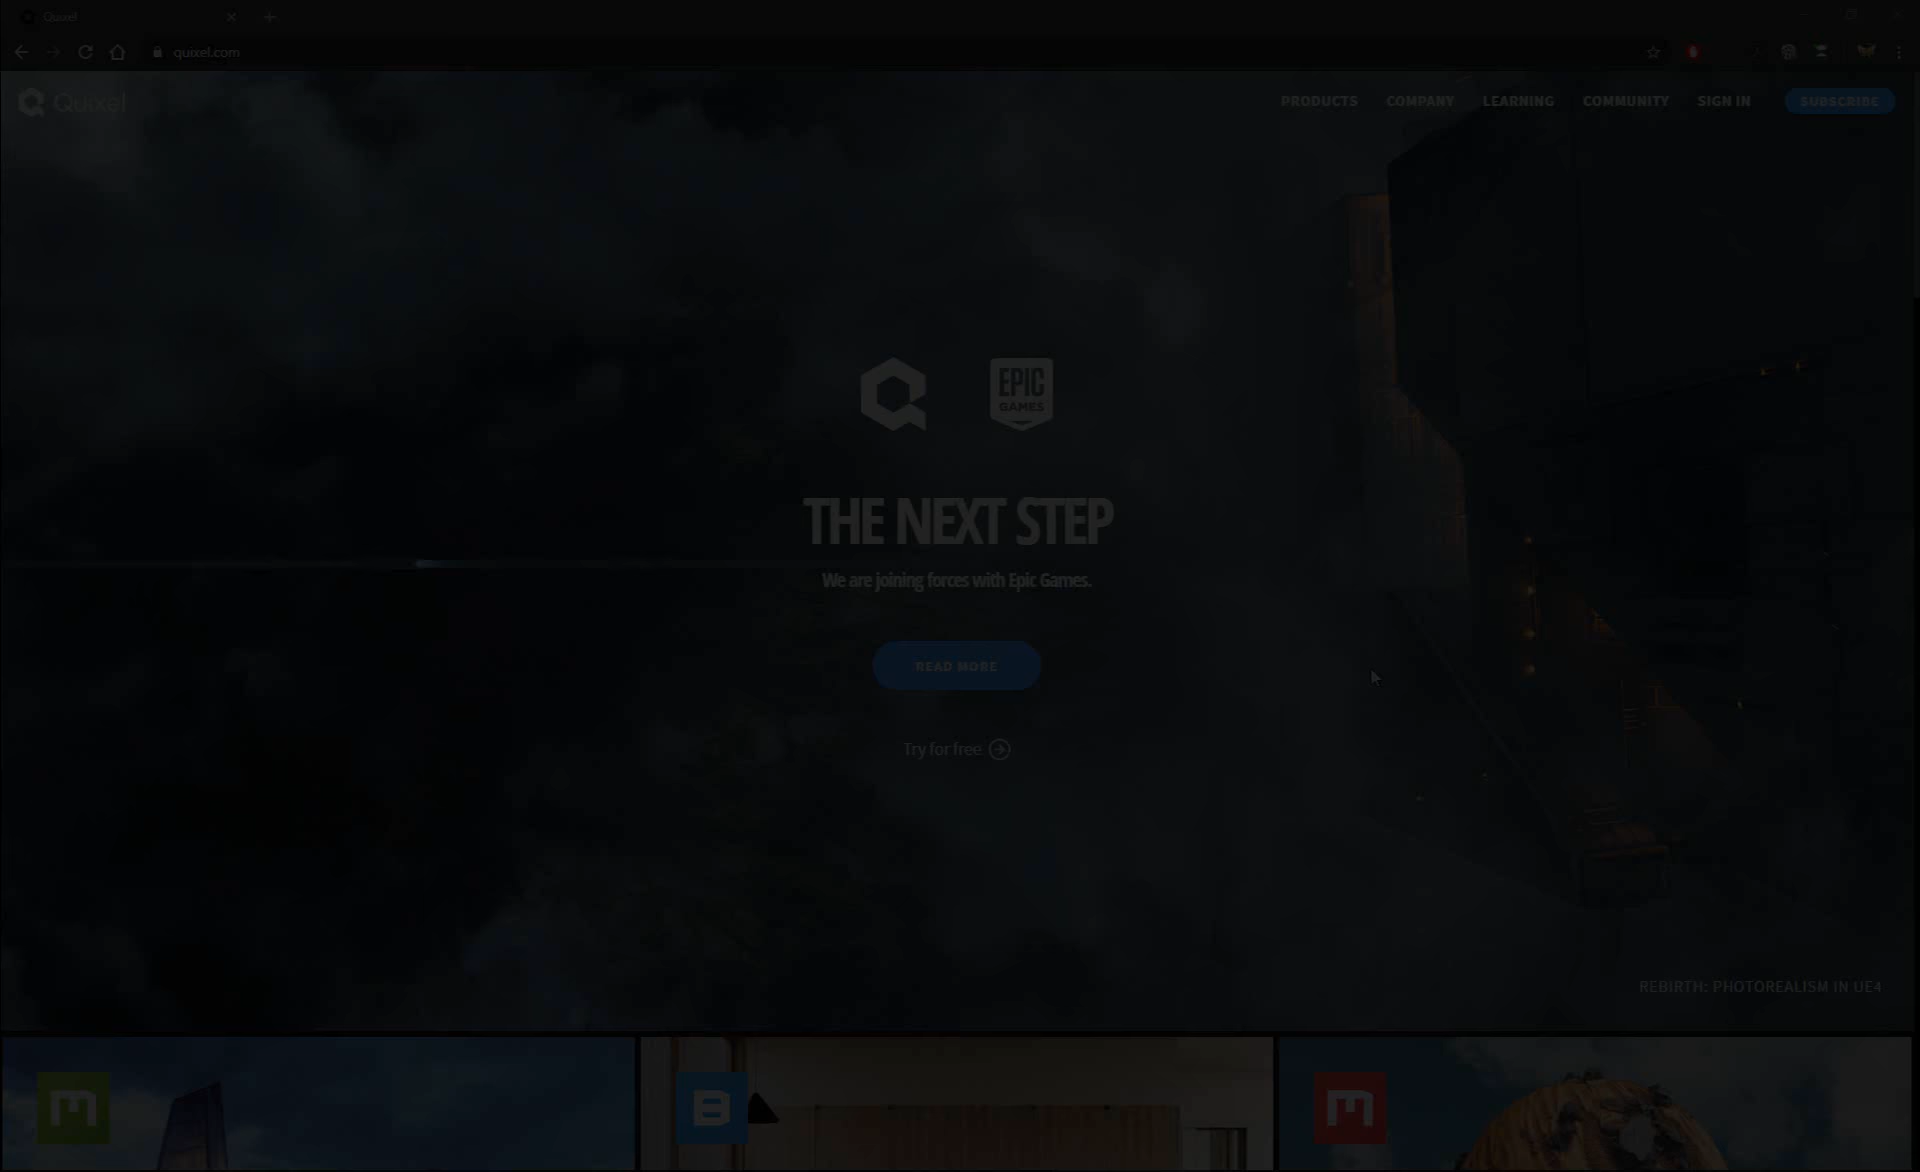 Quixel
quixel.com
Quixel
PRODUCTS COMPANY LEARNING COMMUNITY SIGN IN SUBSCRIBE
EPIC
GAMES
THE NEXT STEP
We are joining forces with Epic Games.
READ MORE
Try for free
REBIRTH: PHOTOREALISM IN UE4